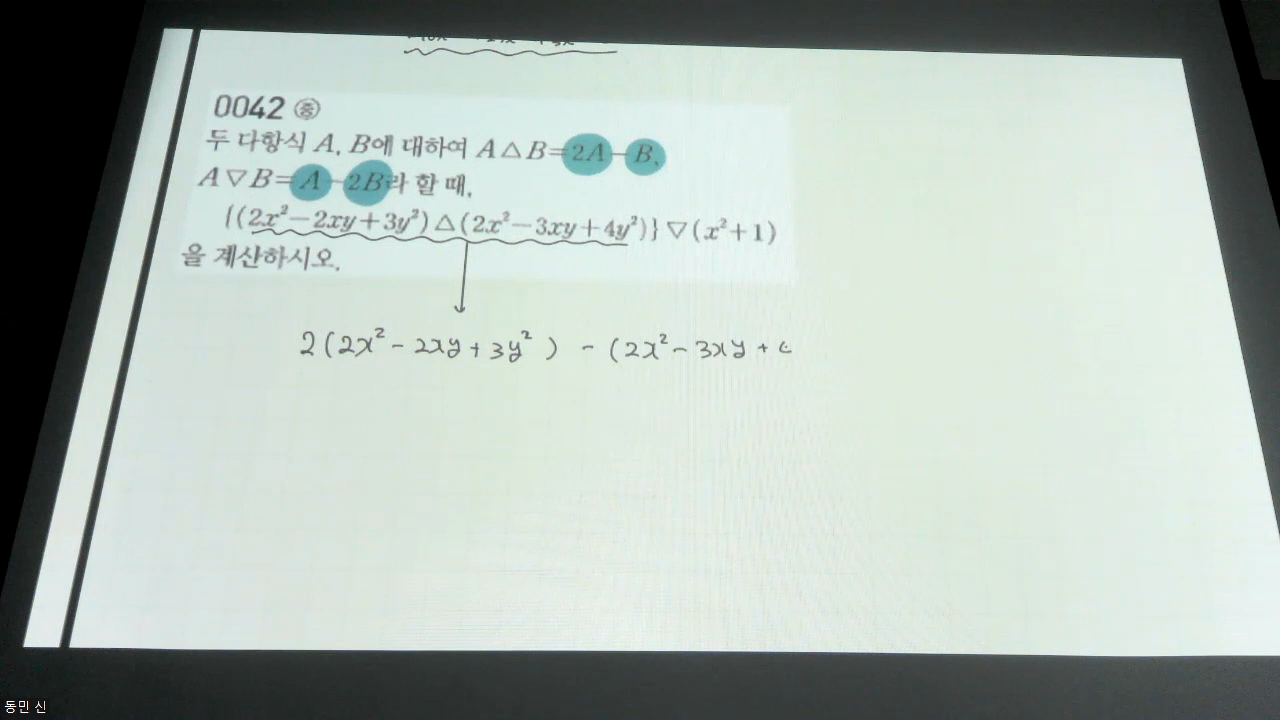 0042 중
두 다항식 A, B에 대하여 A△B=2A-B,
A▽B=A-2B라 할 때,
{(2x²-2xy+3y²)△(2x²-3xy+4y²)}▽(x²+1)
을 계산하시오.
2(2x²-2xy+3y²) - (2x²-3xy+
동민 신